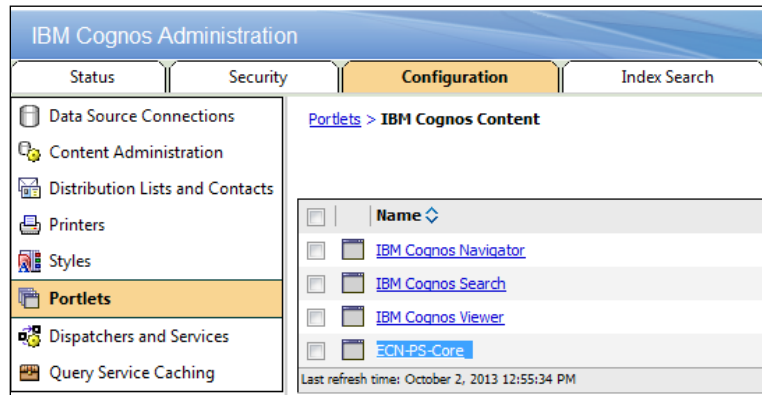 IBM Cognos Administration
Status Security Configuration Index Search
Data Source Connections
Content Administration
Distribution Lists and Contacts
Printers
Styles
Portlets
Dispatchers and Services
Query Service Caching
Portlets > IBM Cognos Content
Name
IBM Cognos Navigator
IBM Cognos Search
IBM Cognos Viewer
ECN-PS-Core
Last refresh time: October 2, 2013 12:55:34 PM